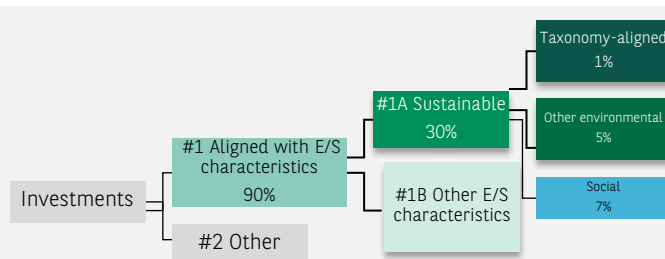 Investments
#1 Aligned with E/S
characteristics
90%
#2 Other
#1A Sustainable
30%
#1B Other E/S
characteristics
Taxonomy-aligned
1%
Other environmental
5%
Social
7%